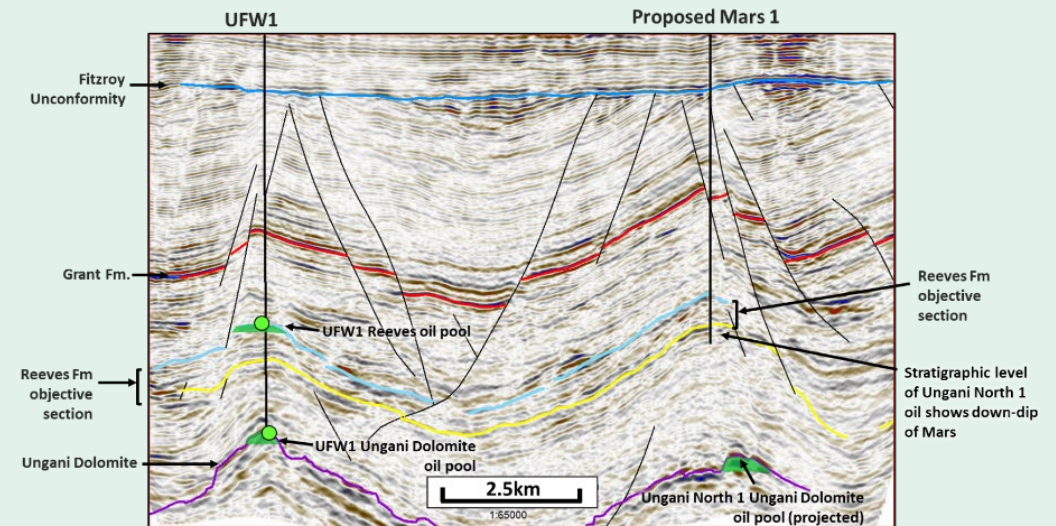 UFW1
Proposed Mars 1
Fitzroy
Unconformity
Grant Fm.
Reeves Fm
objective
section
UFW1 Reeves oil pool
Reeves Fm
objective
section
Stratigraphic level
of Ungani North 1
oil shows down-dip
of Mars
UFW1 Ungani Dolomite
oil pool
Ungani Dolomite
2.5km
1:65000
Ungani North 1 Ungani Dolomite
oil pool (projected)